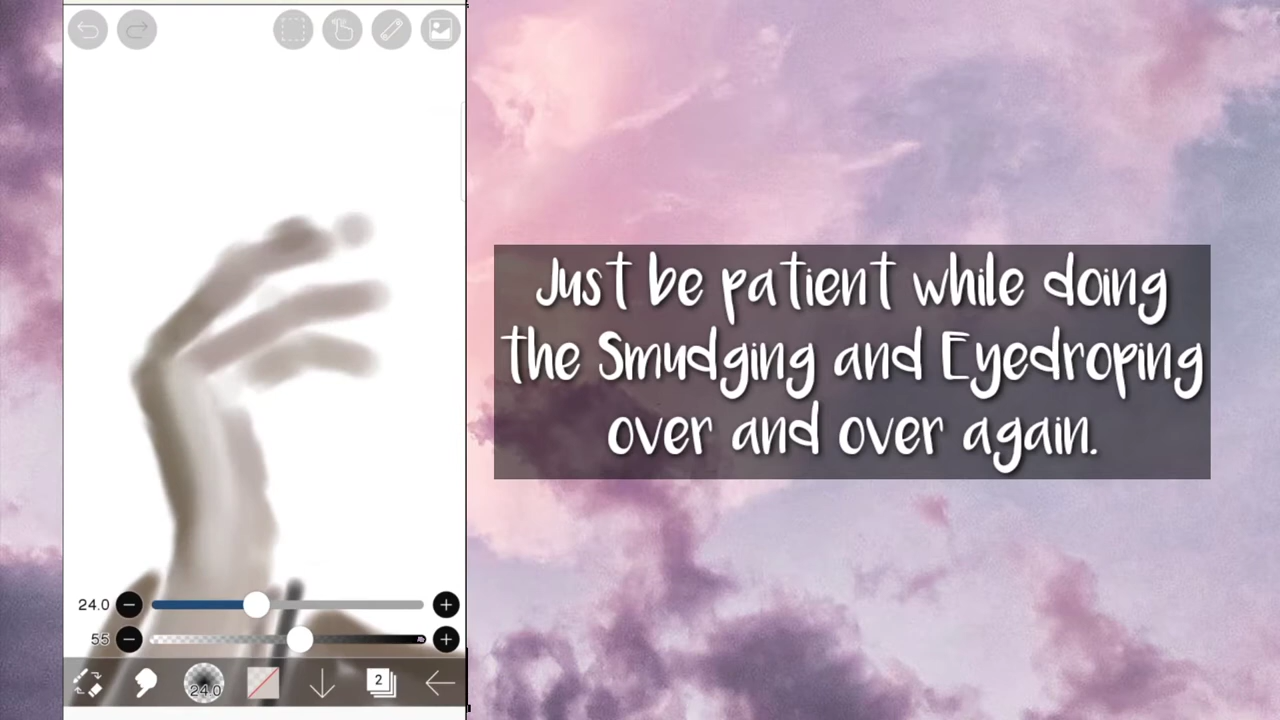 Just be patient while doing
the Smudging and Eyedroping
over and over again.
24.0
55
24.0
2